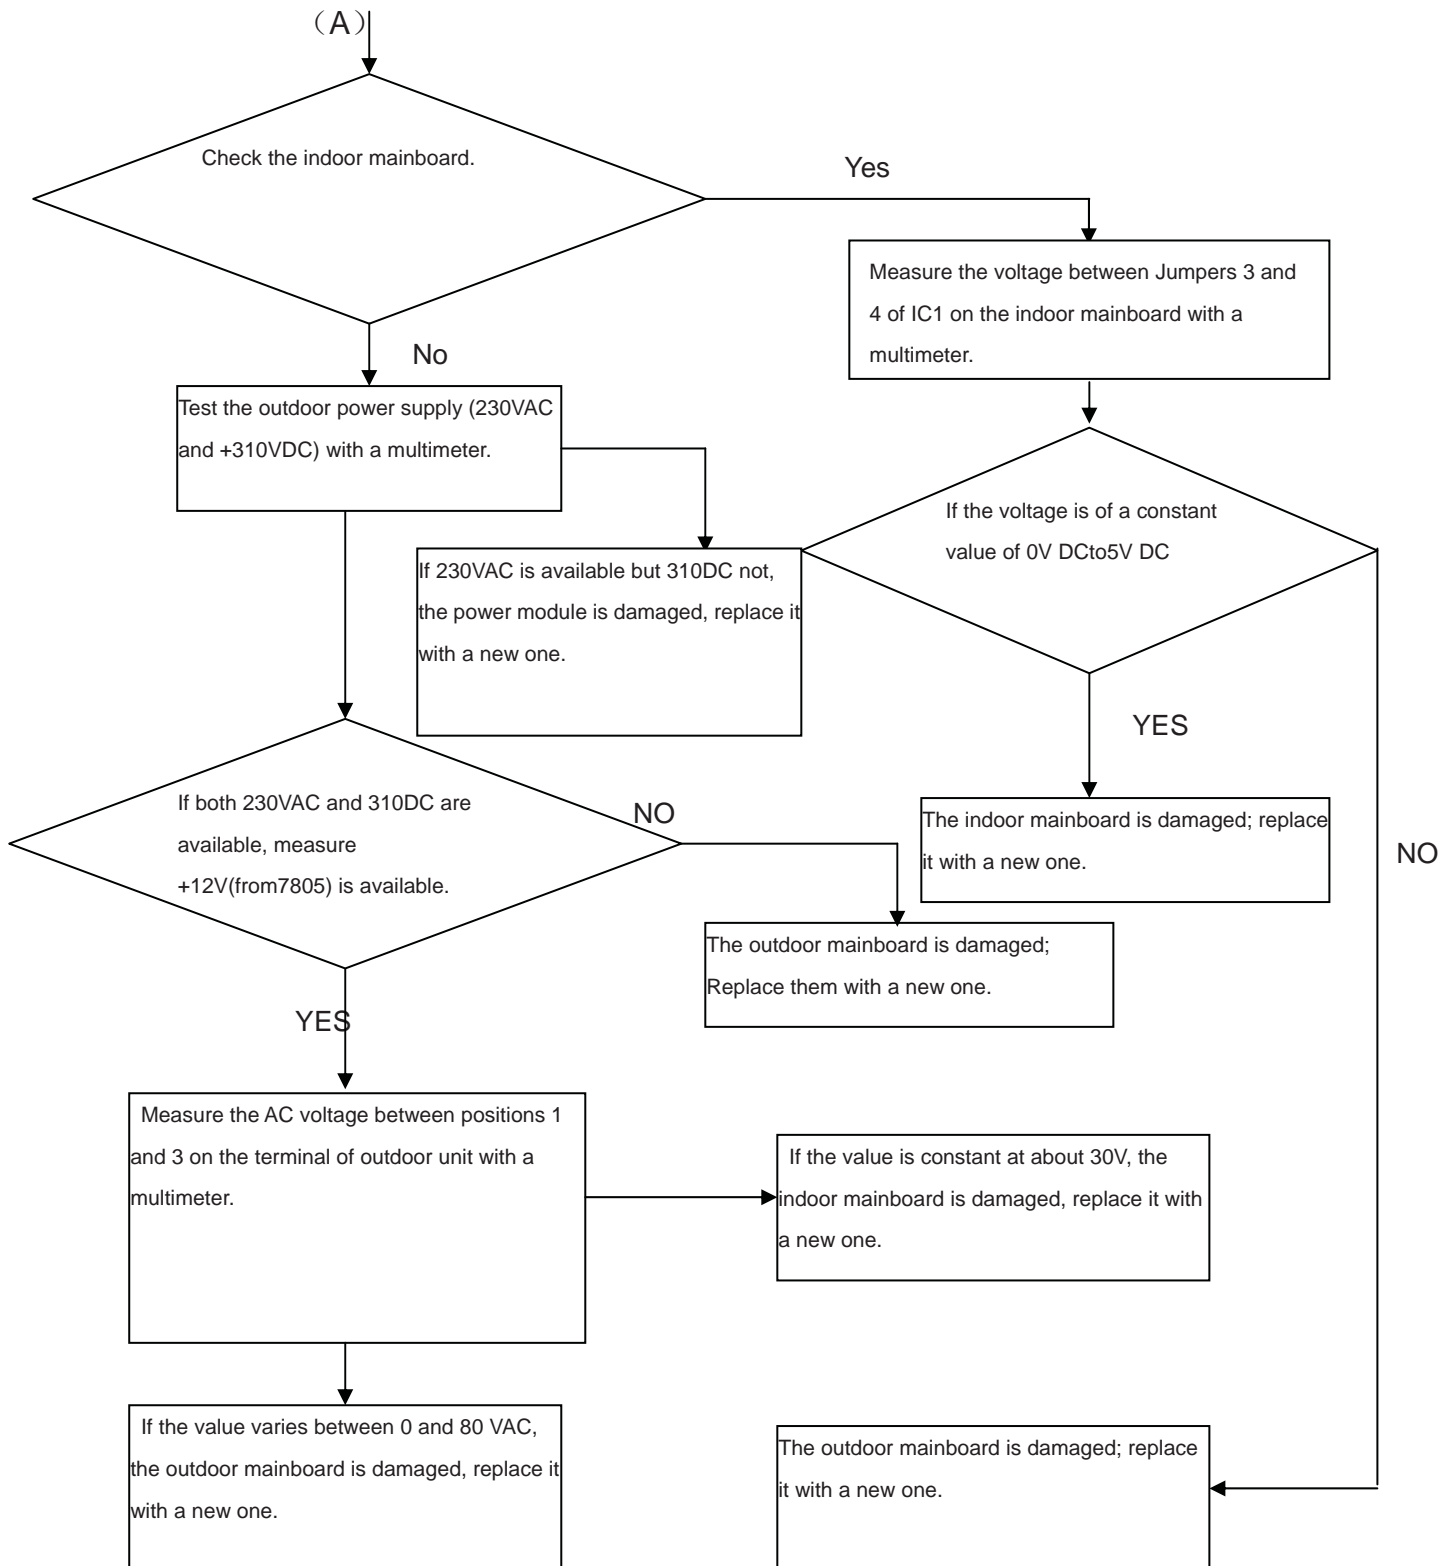 （A）
Check the indoor mainboard.
Yes
Measure the voltage between Jumpers 3 and
4 of IC1 on the indoor mainboard with a
multimeter.
No
Test the outdoor power supply (230VAC
and +310VDC) with a multimeter.
If the voltage is of a constant
value of 0V DCto5V DC
If 230VAC is available but 310DC not,
the power module is damaged, replace it
with a new one.
YES
If both 230VAC and 310DC are
available, measure
+12V(from7805) is available.
NO
The indoor mainboard is damaged; replace
it with a new one.
NO
The outdoor mainboard is damaged;
Replace them with a new one.
YES
Measure the AC voltage between positions 1
and 3 on the terminal of outdoor unit with a
multimeter.
If the value is constant at about 30V, the
indoor mainboard is damaged, replace it with
a new one.
If the value varies between 0 and 80 VAC,
the outdoor mainboard is damaged, replace it
with a new one.
The outdoor mainboard is damaged; replace
it with a new one.